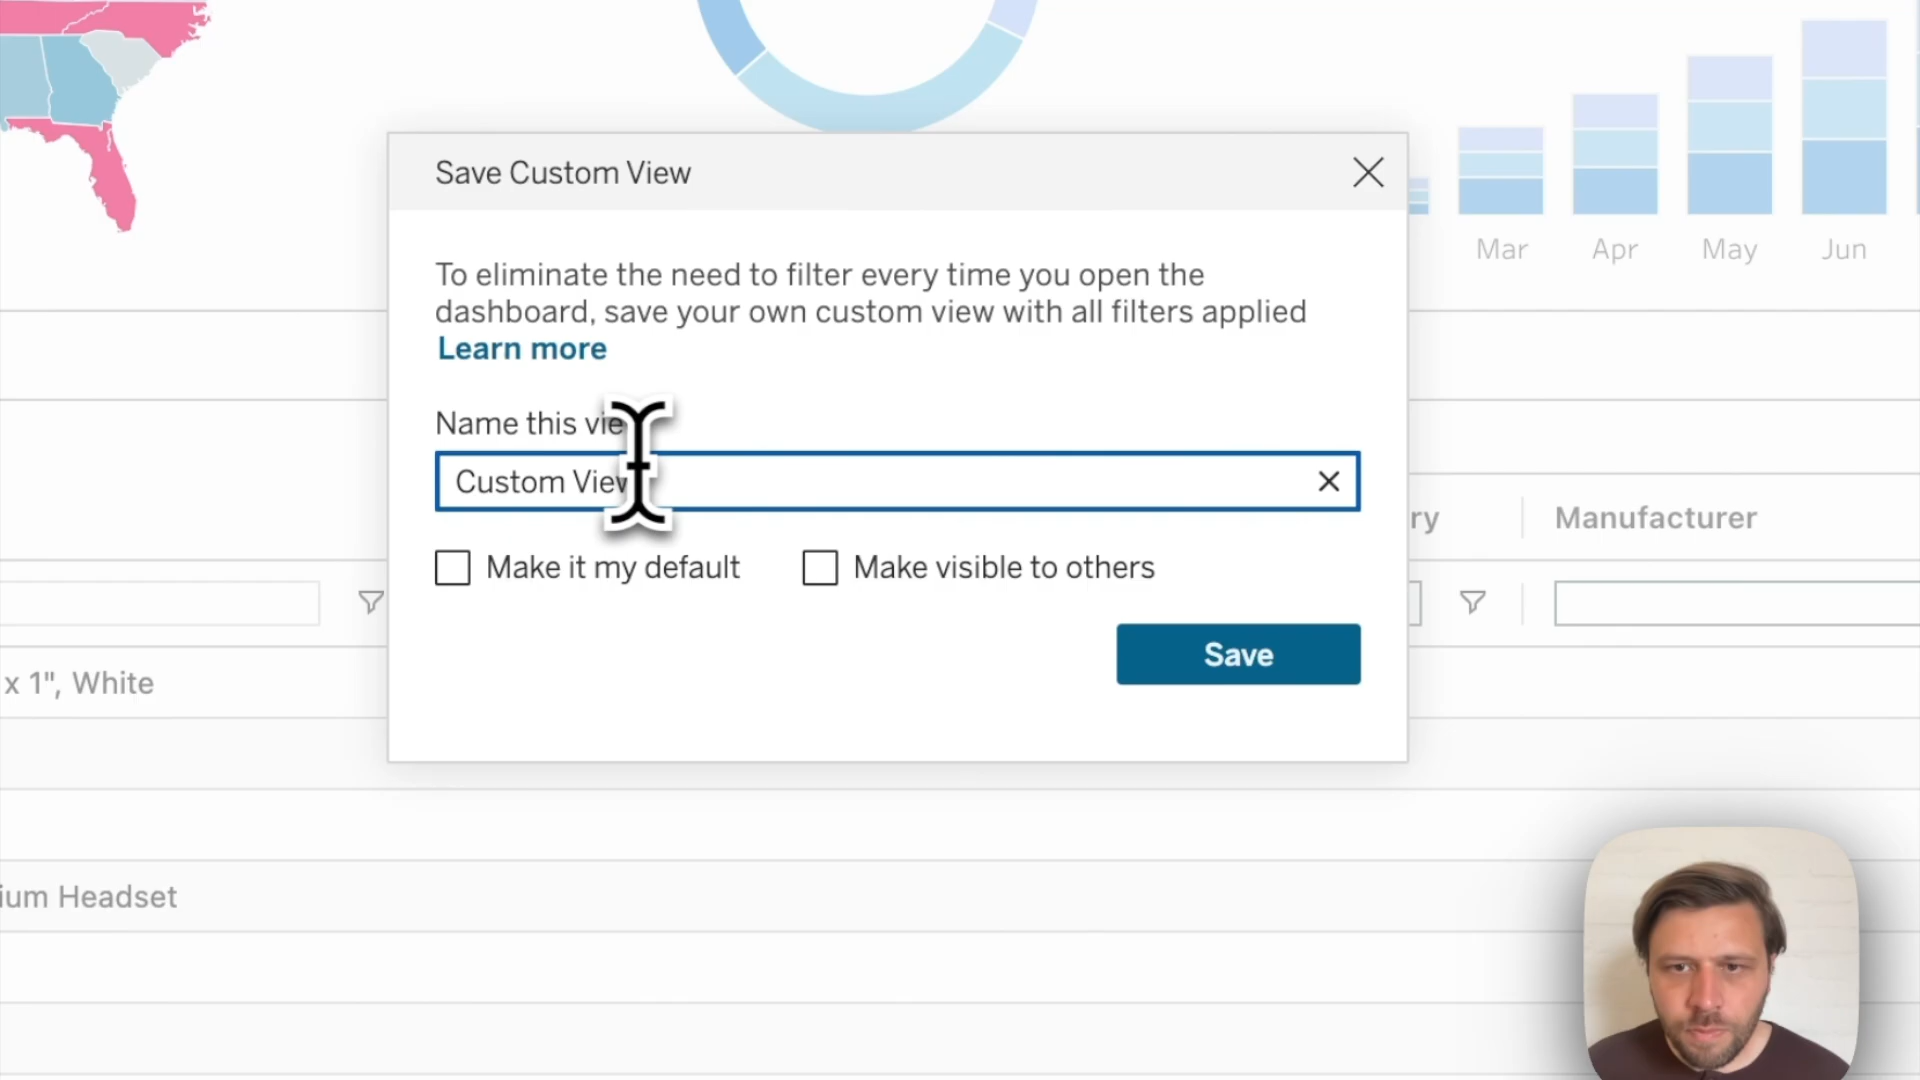 Save Custom View
Mar
Apr
May
Jun
To eliminate the need to filter every time you open the
dashboard, save your own custom view with all filters applied
Learn more
Name this vie
Custom View
ry
Manufacturer
Make it my default
Make visible to others
Save
x 1", White
ium Headset